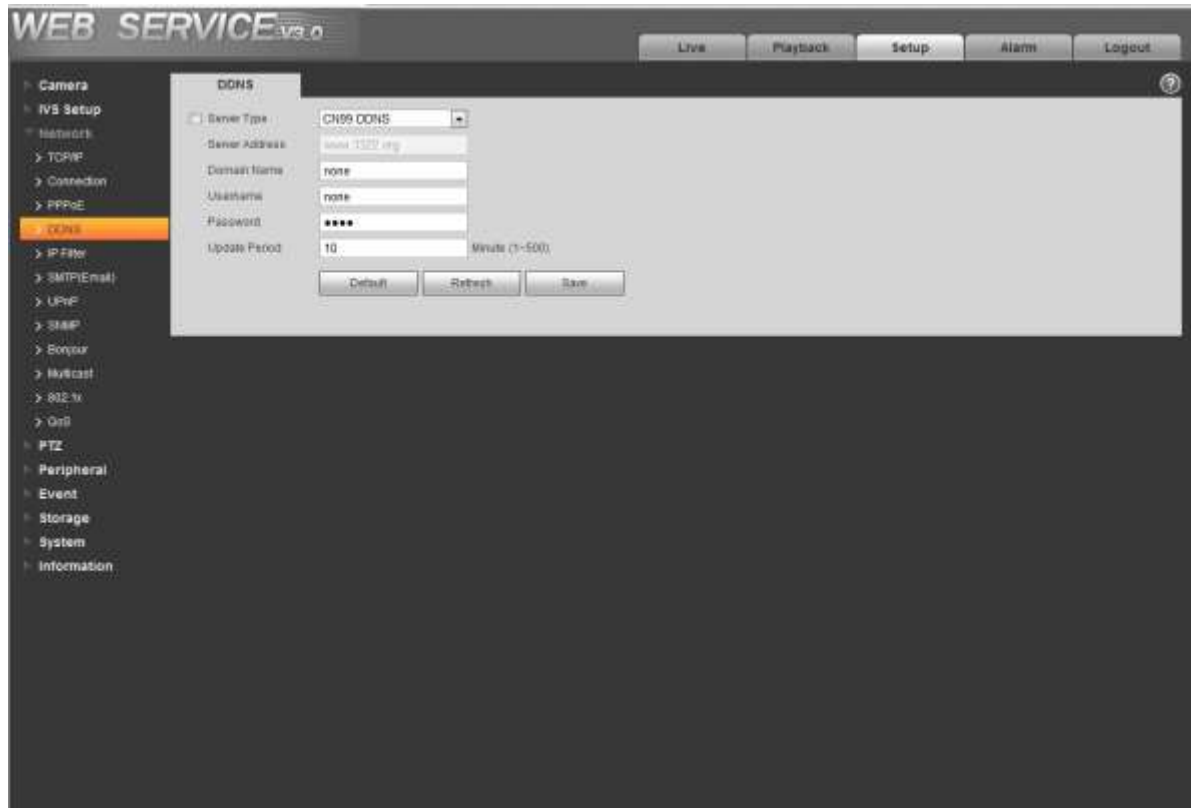 WEB SERVICE V3.0
Live
Playback
Setup
Alarm
Logout
Camera
IVS Setup
Network
TCP/IP
Connection
PPPoE
DDNS
IP Filter
SMTP(Email)
UPnP
SNMP
Bonjour
Multicast
802.1x
QoS
PTZ
Peripheral
Event
Storage
System
Information
DDNS
?
Server Type
CN99 DDNS
Server Address
www.3322.org
Domain Name
none
Username
none
Password
●●●●
Update Period
10
Minute (1~500)
Default
Refresh
Save